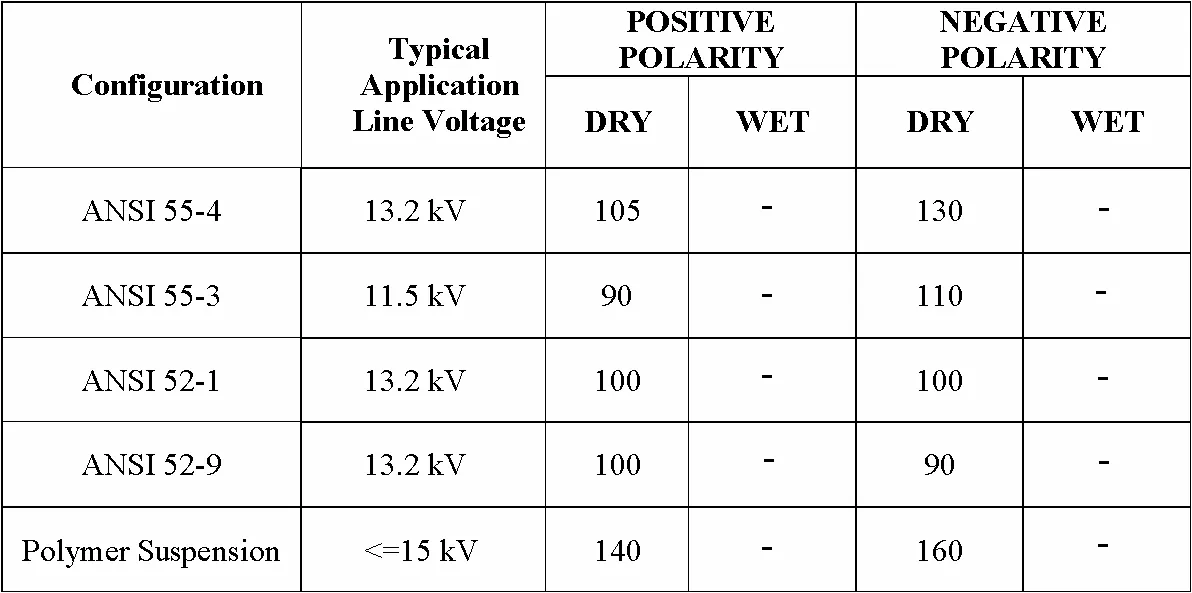 Configuration
Typical
Application
Line Voltage
POSITIVE
POLARITY
NEGATIVE
POLARITY
DRY WET DRY WET
ANSI 55-4 13.2 kV 105 - 130 -
ANSI 55-3 11.5 kV 90 - 110 -
ANSI 52-1 13.2 kV 100 - 100 -
ANSI 52-9 13.2 kV 100 - 90 -
Polymer Suspension <=15 kV 140 - 160 -